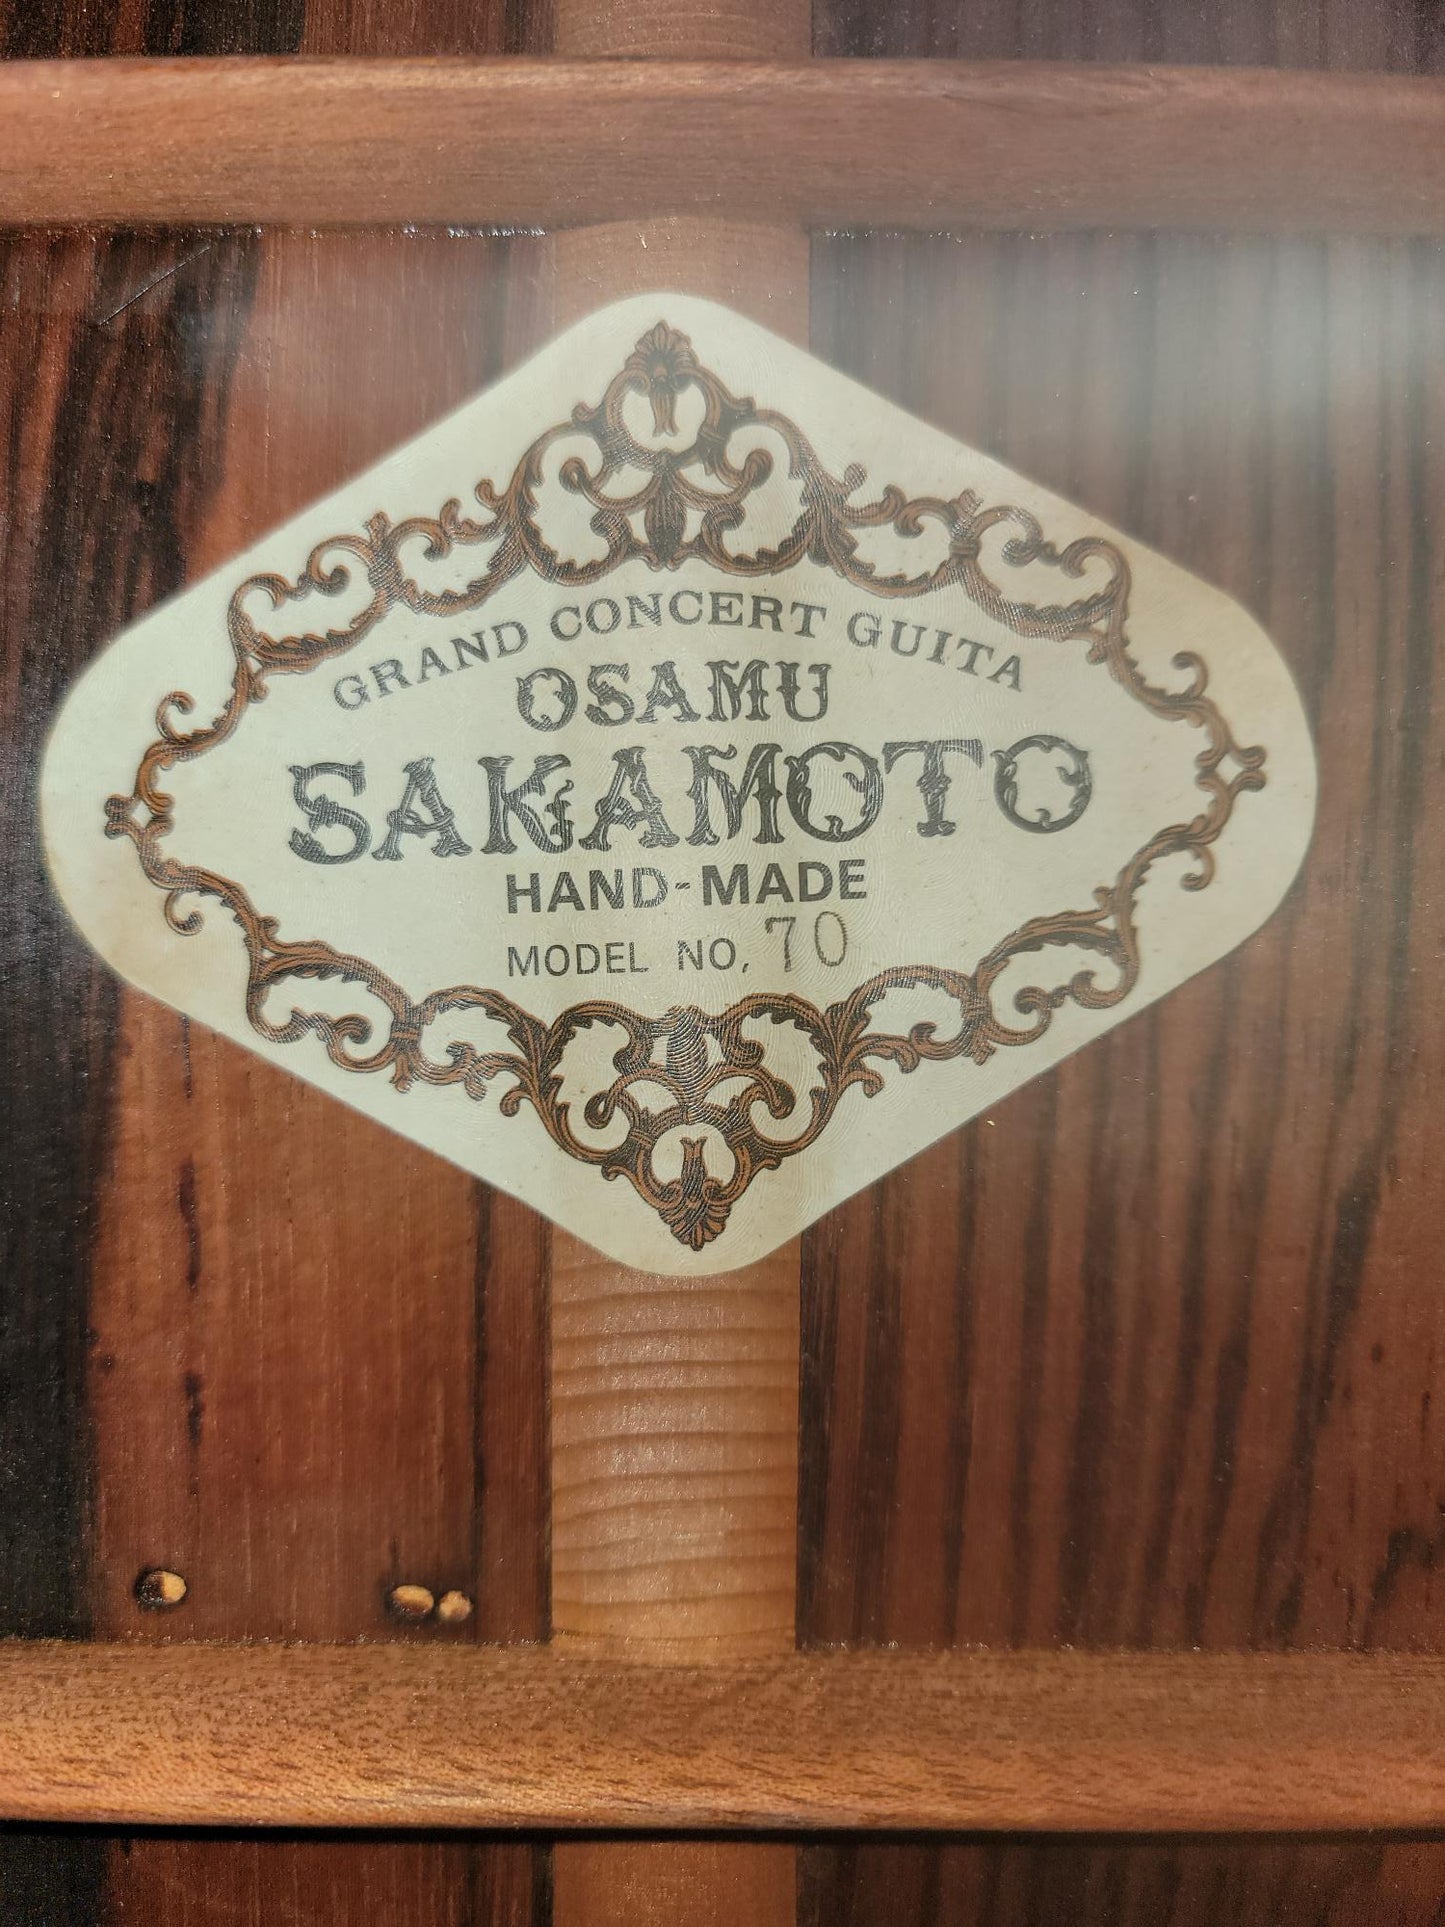 GRAND CONCERT GUITA
OSAMU
SAKAMOTO
HAND-MADE
MODEL NO. 70